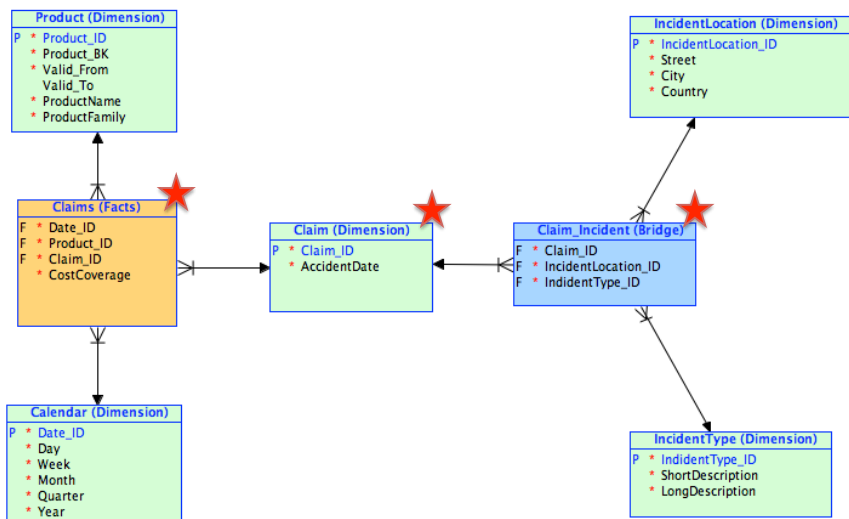 Product (Dimension)
P * Product_ID
* Product_BK
* Valid_From
Valid_To
* ProductName
* ProductFamily
IncidentLocation (Dimension)
P * IncidentLocation_ID
* Street
* City
* Country
Claims (Facts)
F * Date_ID
F * Product_ID
F * Claim_ID
* CostCoverage
Claim (Dimension)
P * Claim_ID
* AccidentDate
Claim_Incident (Bridge)
F * Claim_ID
F * IncidentLocation_ID
F * IndidentType_ID
Calendar (Dimension)
P * Date_ID
* Day
* Week
* Month
* Quarter
* Year
IncidentType (Dimension)
P * IndidentType_ID
* ShortDescription
* LongDescription